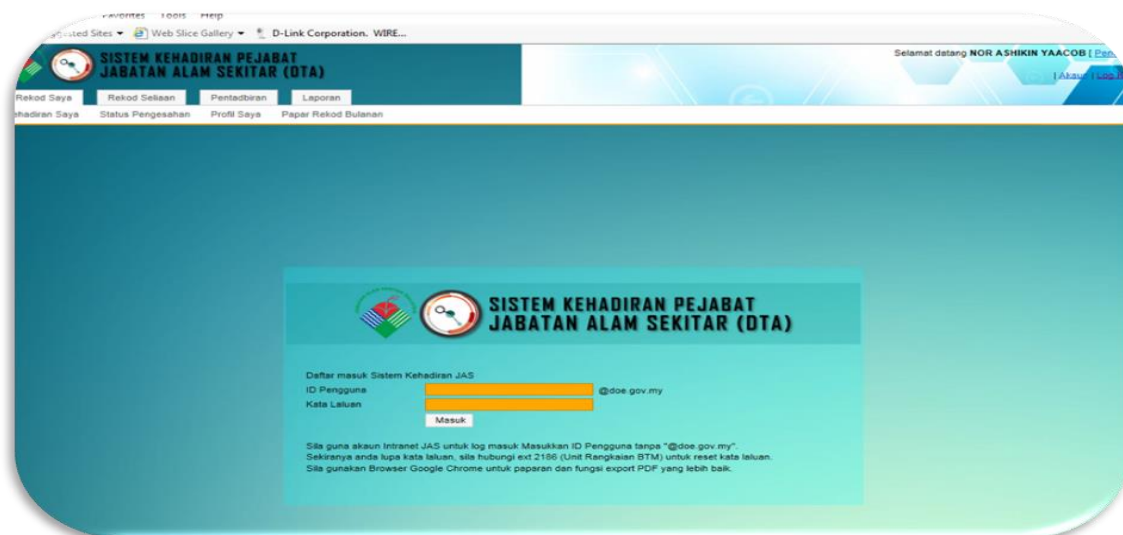 Favorites Tools Help
Sites Web Slice Gallery D-Link Corporation. WIRE...
SISTEM KEHADIRAN PEJABAT
JABATAN ALAM SEKITAR (DTA)
Selamat datang NOR ASHIKIN YAACOB [
| Akaun | Log
Rekod Saya Rekod Seliaan Pentadbiran Laporan
Saya Status Pengesahan Profil Saya Papar Rekod Bulanan
SISTEM KEHADIRAN PEJABAT
JABATAN ALAM SEKITAR (DTA)
Daftar masuk Sistem Kehadiran JAS
ID Pengguna @doe.gov.my
Kata Laluan
Masuk
Sila guna akaun Intranet JAS untuk log masuk Masukkan ID Pengguna tanpa "@doe.gov.my".
Sekiranya anda lupa kata laluan, sila hubungi ext 2186 (Unit Rangkaian BTM) untuk reset kata laluan.
Sila gunakan Browser Google Chrome untuk paparan dan fungsi export PDF yang lebih baik.